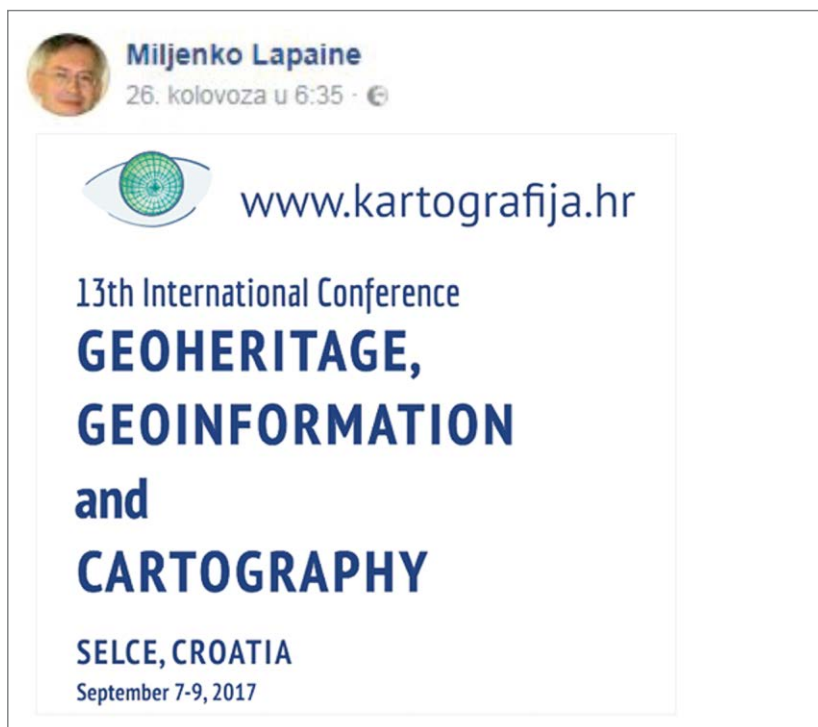 Miljenko Lapaine
26. kolovoza u 6:35 ·
www.kartografija.hr
13th International Conference
GEOHERITAGE,
GEOINFORMATION
and
CARTOGRAPHY
SELCE, CROATIA
September 7-9, 2017